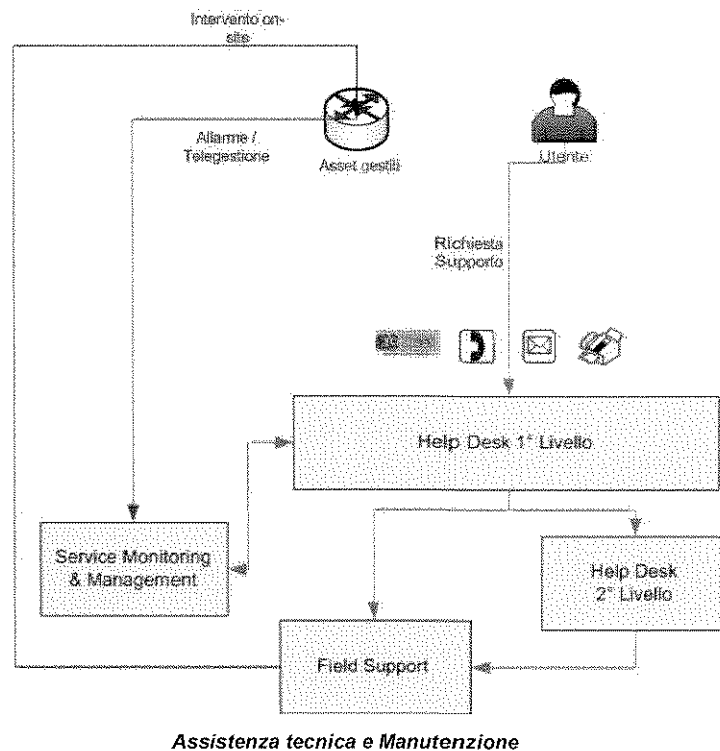 Intervento on-
site
Allarme /
Telegestione
Asset gestiti
Utente
Richiesta
Supporto
Help Desk 1° Livello
Service Monitoring
& Management
Help Desk
2° Livello
Field Support
Assistenza tecnica e Manutenzione